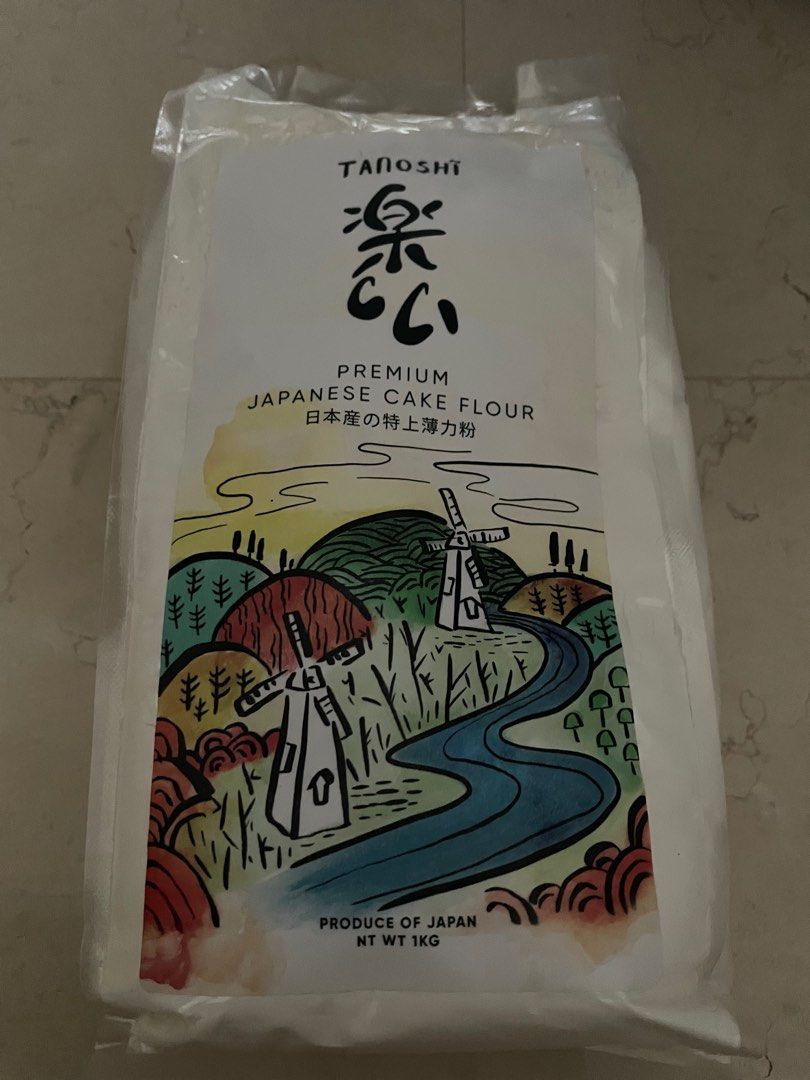 TANOSHI
楽
しい
PREMIUM
JAPANESE CAKE FLOUR
日本産の特上薄力粉
PRODUCE OF JAPAN
NT WT 1KG